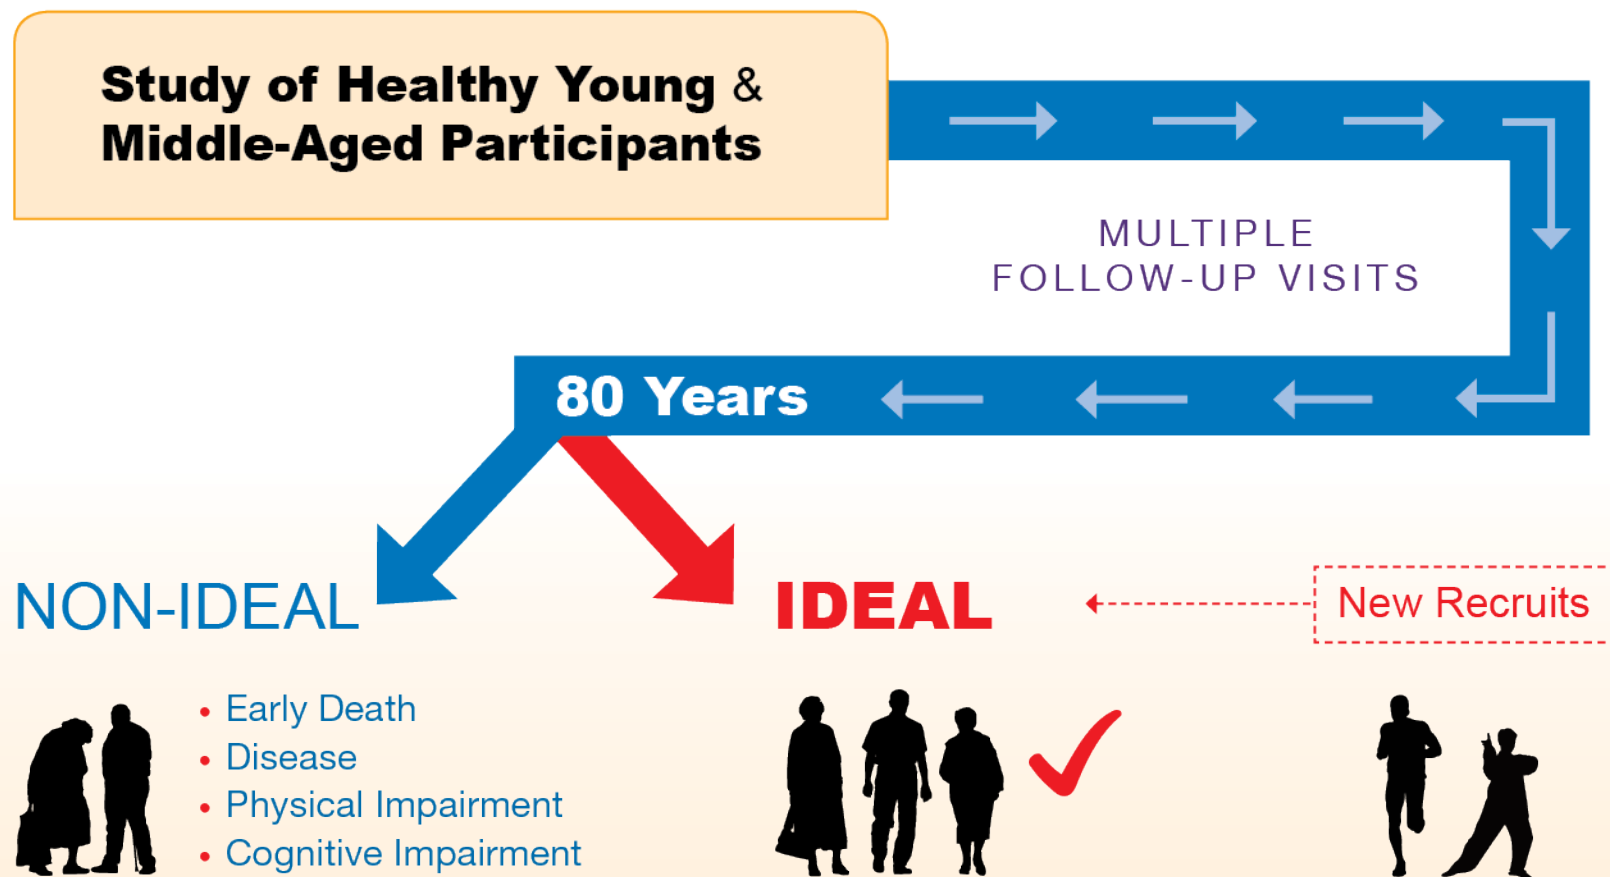 Study of Healthy Young &
Middle-Aged Participants
MULTIPLE
FOLLOW-UP VISITS
80 Years
NON-IDEAL
IDEAL
New Recruits
• Early Death
• Disease
• Physical Impairment
• Cognitive Impairment